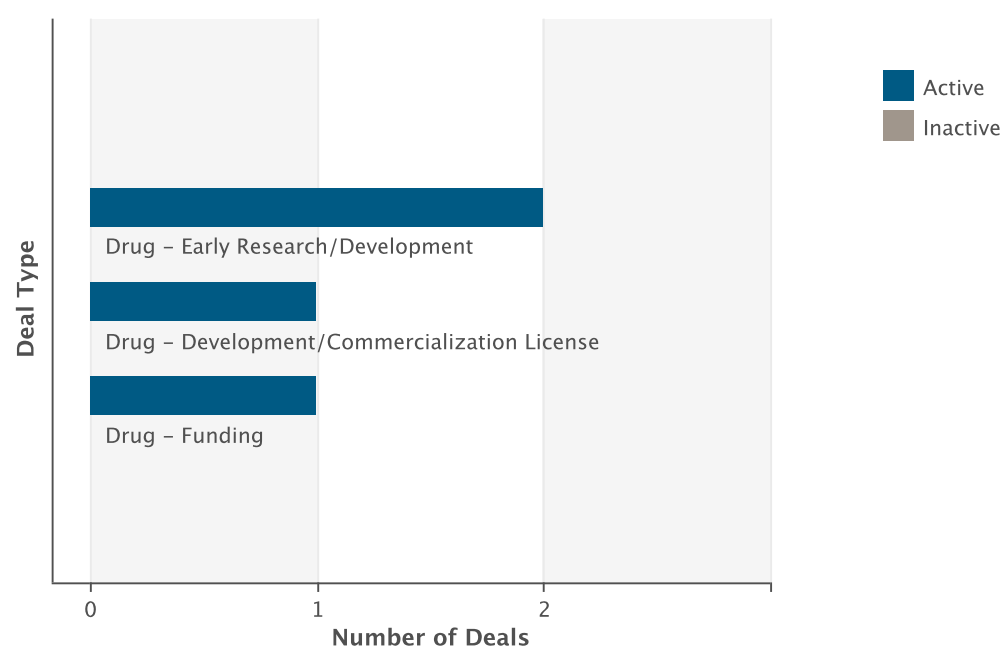 Active
Inactive
Drug – Early Research/Development
Drug – Development/Commercialization License
Drug – Funding
Deal Type
0 1 2
Number of Deals